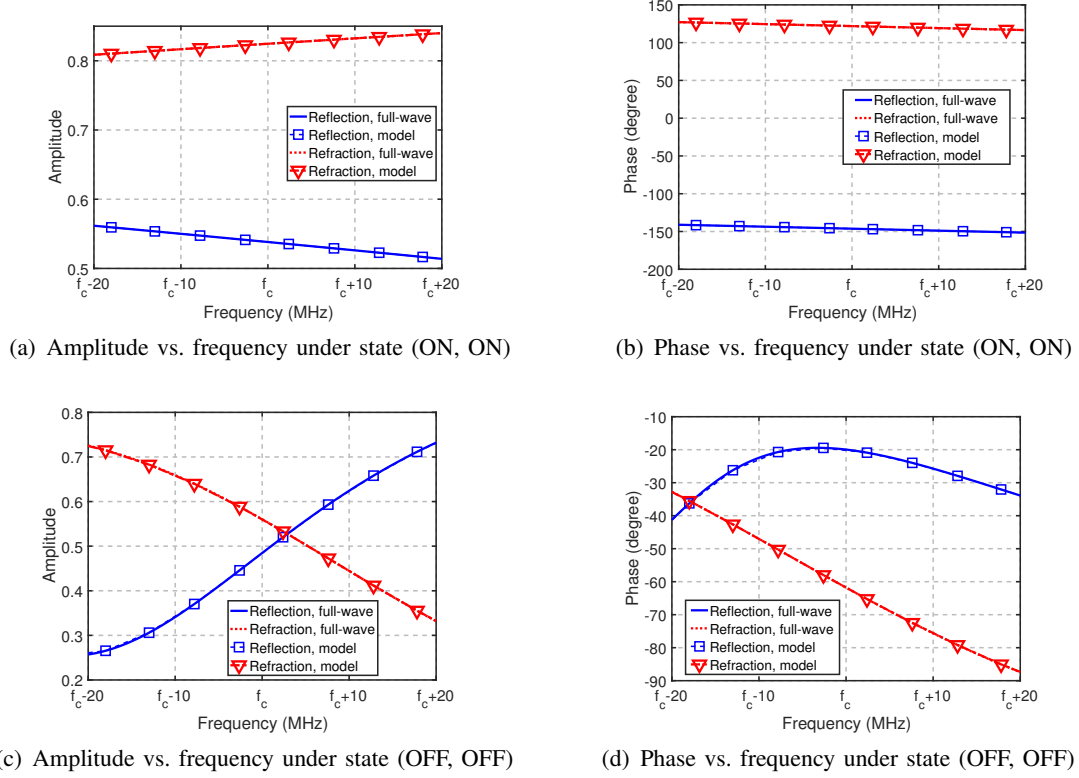 0.8
0.7
0.6
0.5
Amplitude
f_c-20
f_c-10
f_c
f_c+10
f_c+20
Frequency (MHz)
Reflection, full-wave
Reflection, model
Refraction, full-wave
Refraction, model
(a) Amplitude vs. frequency under state (ON, ON)
150
100
50
0
-50
-100
-150
-200
Phase (degree)
f_c-20
f_c-10
f_c
f_c+10
f_c+20
Frequency (MHz)
Reflection, full-wave
Refraction, full-wave
Reflection, model
Refraction, model
(b) Phase vs. frequency under state (ON, ON)
0.8
0.7
0.6
0.5
0.4
0.3
0.2
Amplitude
f_c-20
f_c-10
f_c
f_c+10
f_c+20
Frequency (MHz)
Reflection, full-wave
Refraction, full-wave
Reflection, model
Refraction, model
(c) Amplitude vs. frequency under state (OFF, OFF)
-10
-20
-30
-40
-50
-60
-70
-80
-90
Phase (degree)
f_c-20
f_c-10
f_c
f_c+10
f_c+20
Frequency (MHz)
Reflection, full-wave
Refraction, full-wave
Reflection, model
Refraction, model
(d) Phase vs. frequency under state (OFF, OFF)